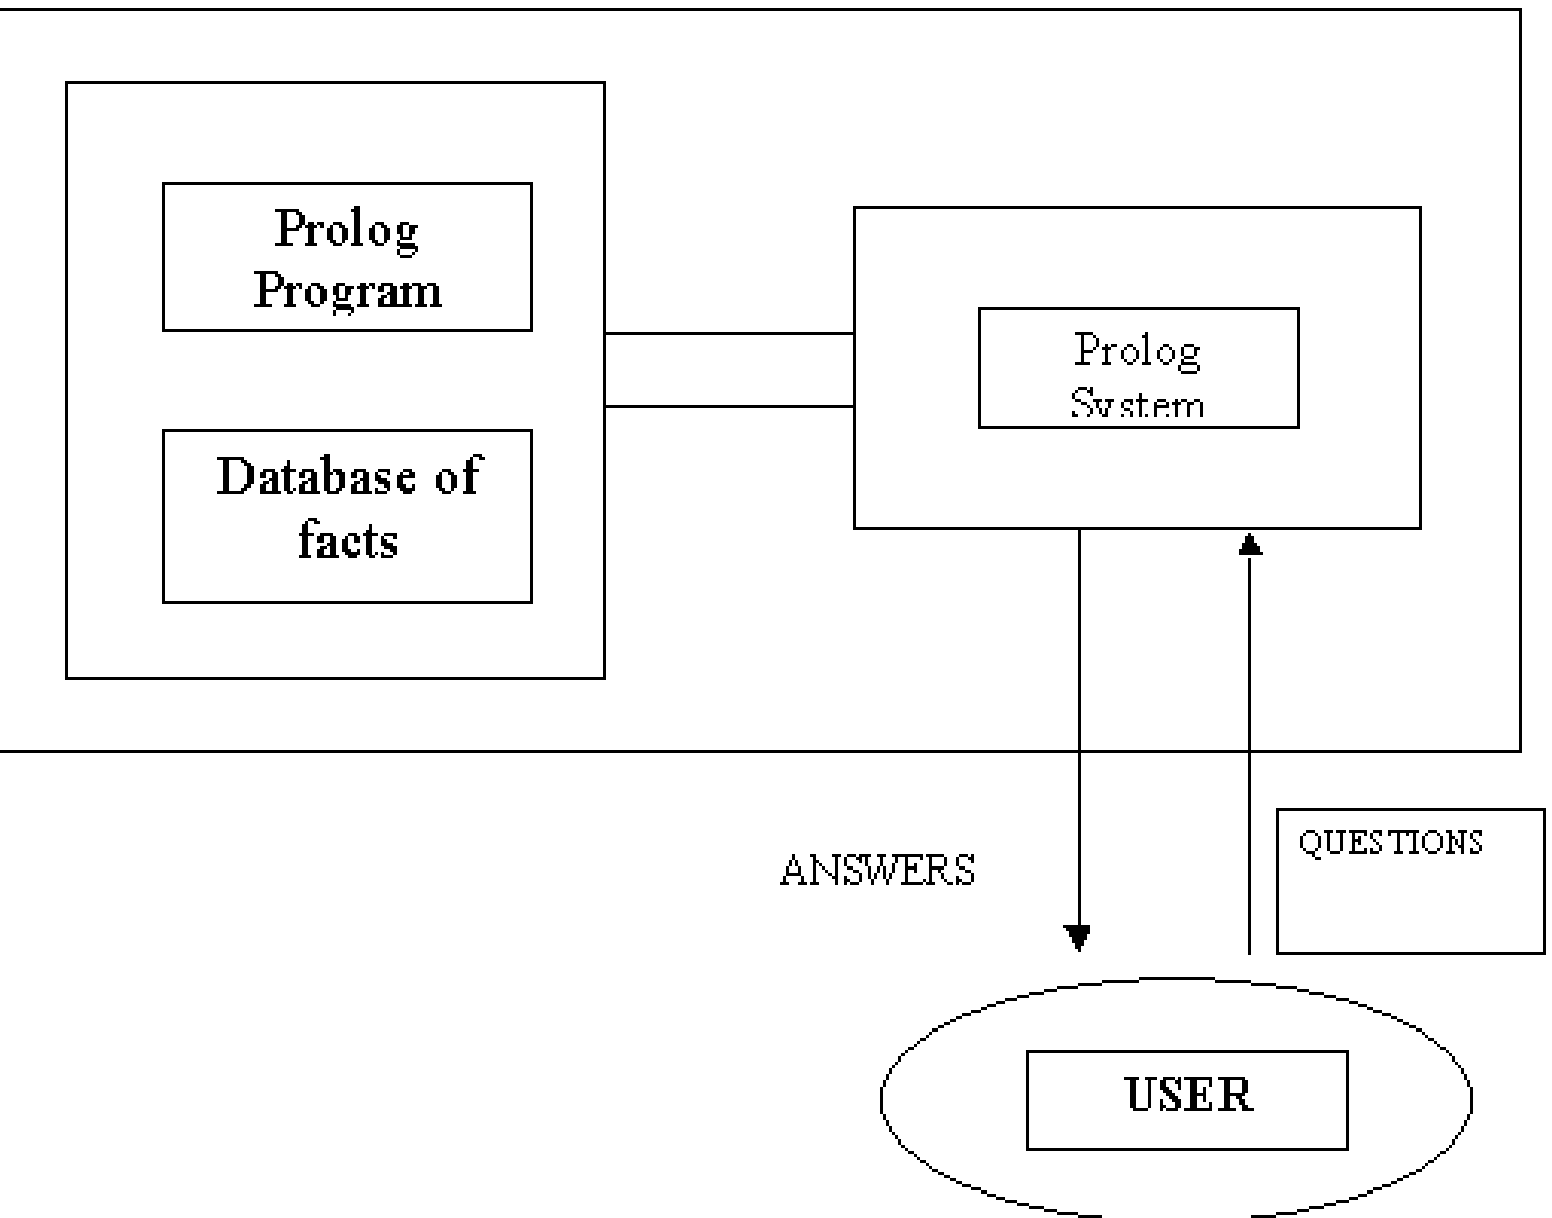 Prolog
Program
Database of
facts
Prolog
System
ANSWERS
QUESTIONS
USER